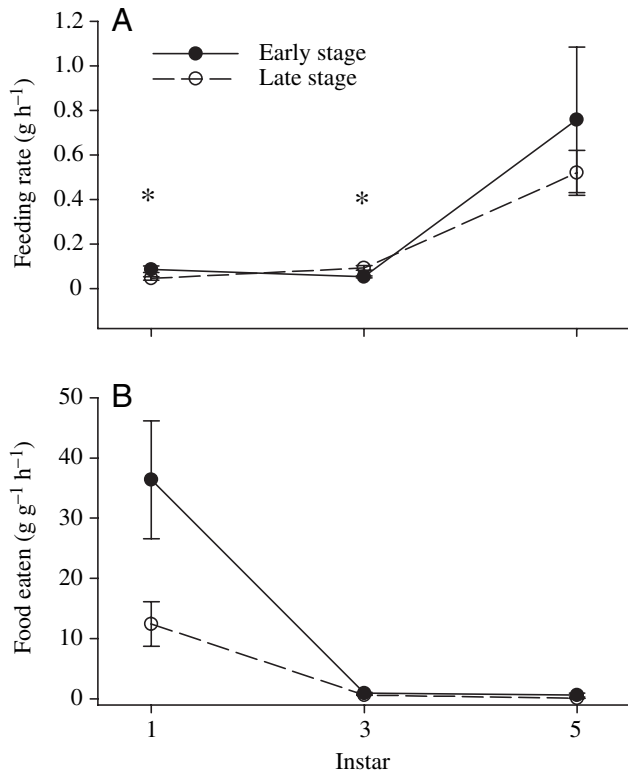 A
Early stage
Late stage
Feeding rate (g h⁻¹)
1.2
1.0
0.8
0.6
0.4
0.2
0
*
*
B
Food eaten (g g⁻¹ h⁻¹)
50
40
30
20
10
0
1 3 5
Instar